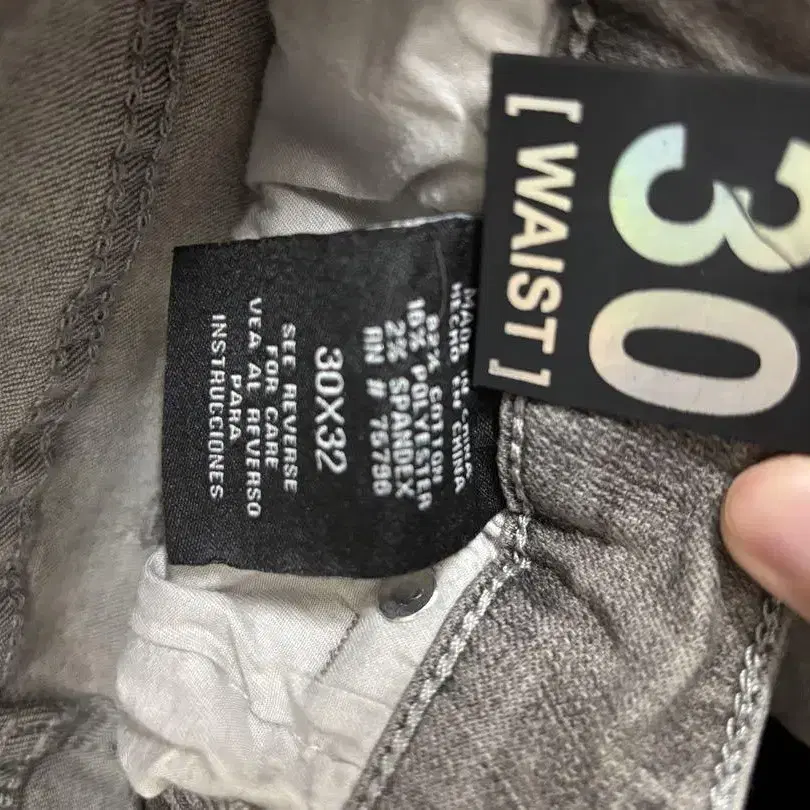 30
[ WAIST ]
MADE IN CHINA
HECHO EN CHINA
82% COTTON
16% POLYESTER
2% SPANDEX
RN # 75796
30X32
SEE REVERSE
FOR CARE
VEA AL REVERSO
PARA
INSTRUCCIONES